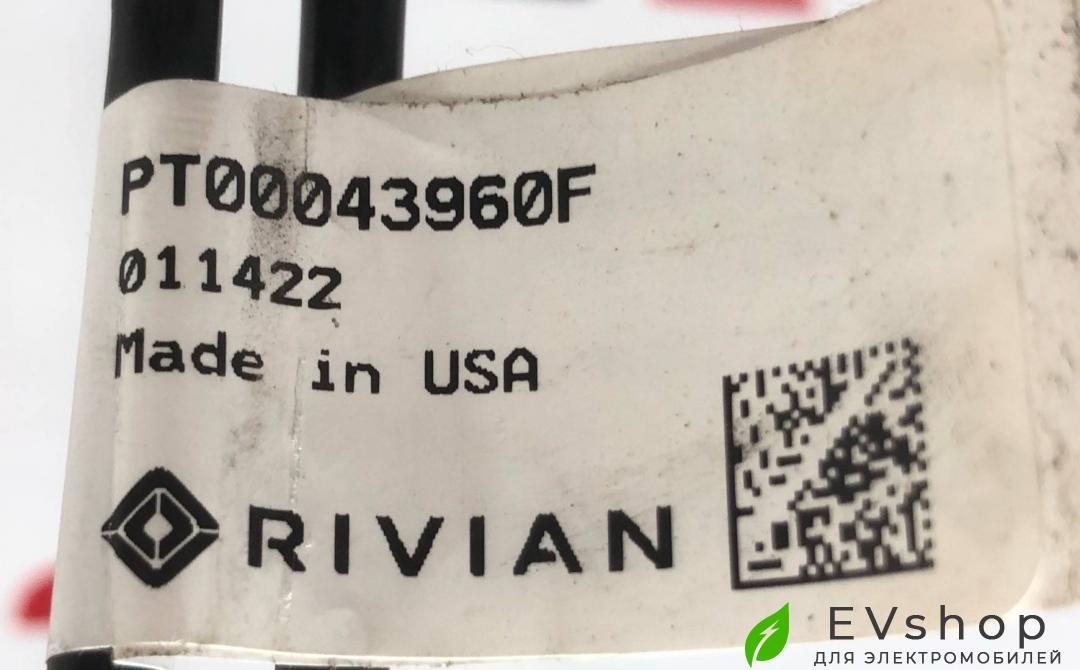 PT00043960F
011422
Made in USA
RIVIAN
EVshop
ДЛЯ ЭЛЕКТРОМОБИЛЕЙ